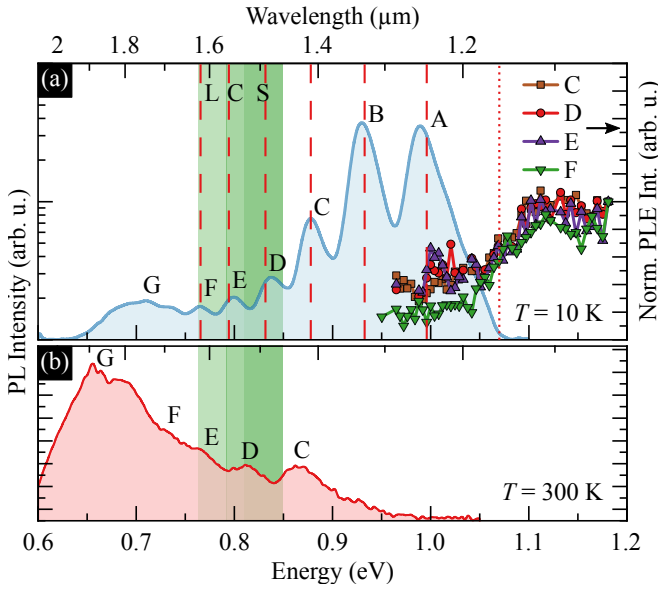 Wavelength (µm)
2 1.8 1.6 1.4 1.2
(a)
L C S
B
A
C
D
E
F
C
D
E
F
G
T = 10 K
PL Intensity (arb. u.)
Norm. PLE Int. (arb. u.)
(b)
G
F
E
D
C
T = 300 K
0.6 0.7 0.8 0.9 1.0 1.1 1.2
Energy (eV)